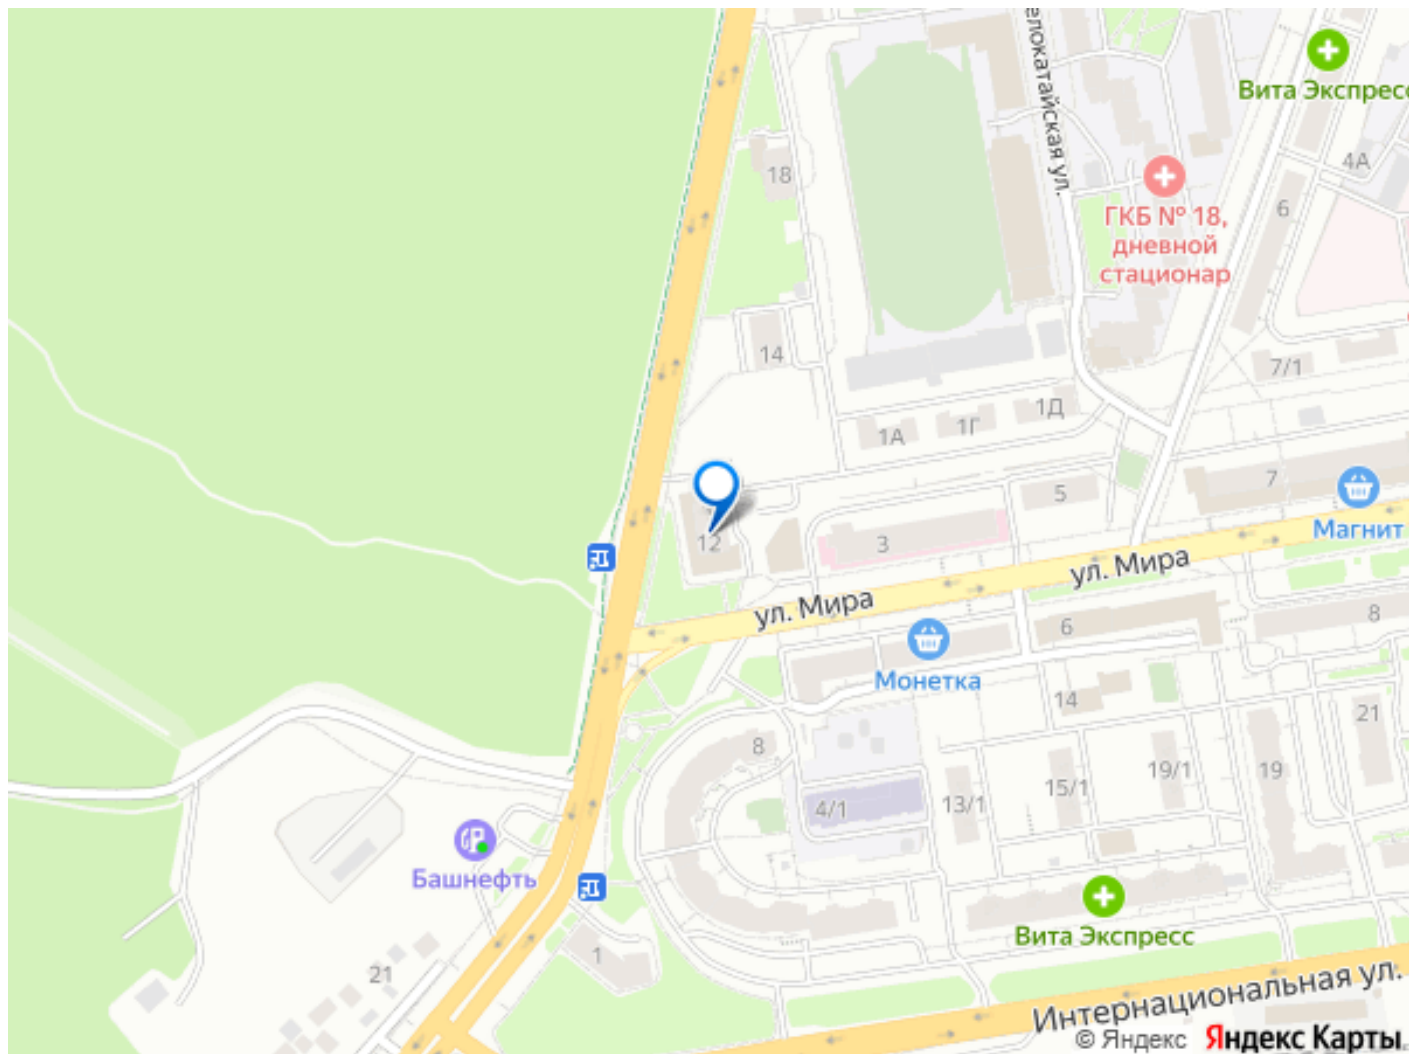 елокатайская ул.
Вита Экспресс
4А
18
6
ГКБ № 18,
дневной
стационар
14
7/1
1А
1Г
1Д
5
7
Магнит
12
3
ул. Мира
ул. Мира
6
8
Монетка
14
21
8
4/1
13/1
15/1
19/1
19
Башнефть
Вита Экспресс
1
21
Интернациональная ул.
© Яндекс Яндекс Карты